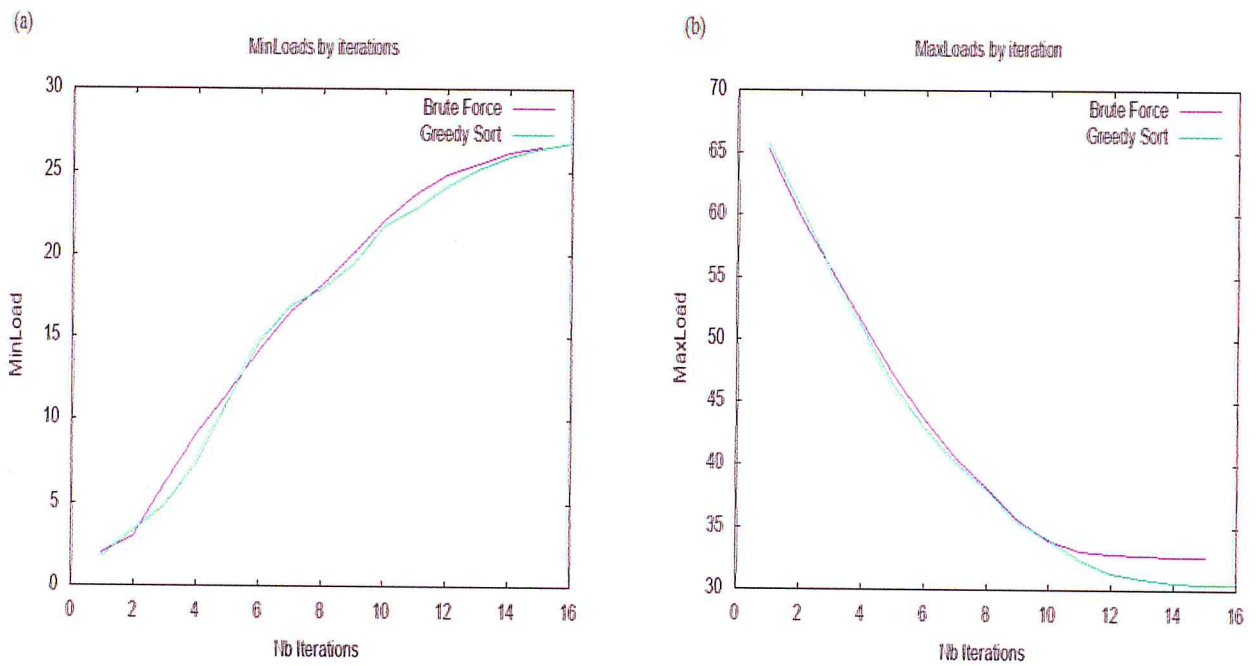 (a)
MinLoads by iterations
30
25
20
15
10
5
0
MinLoad
Brute Force
Greedy Sort
0 2 4 6 8 10 12 14 16
Nb Iterations
(b)
MaxLoads by iteration
70
65
60
55
50
45
40
35
30
MaxLoad
Brute Force
Greedy Sort
0 2 4 6 8 10 12 14 16
Nb Iterations